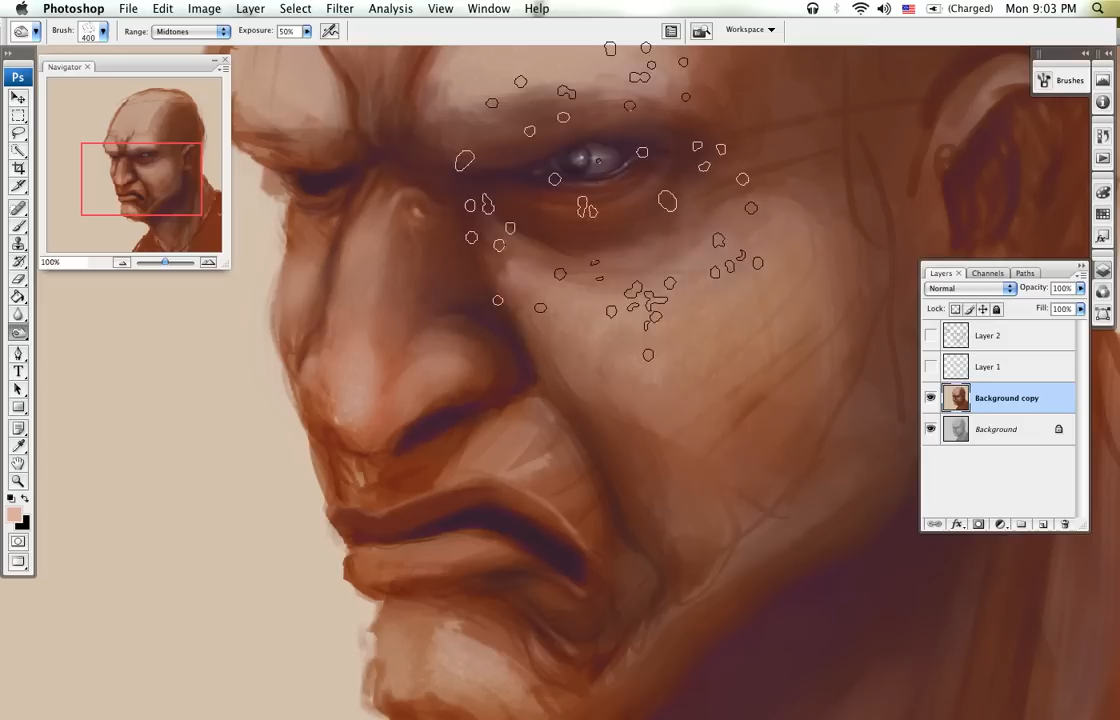 Photoshop File Edit Image Layer Select Filter Analysis View Window Help (Charged) Mon 9:03 PM
Brush: 400 Range: Midtones Exposure: 50% Workspace
Navigator
100%
Ps
T
Brushes
Layers Channels Paths
Normal Opacity: 100%
Lock: Fill: 100%
Layer 2
Layer 1
Background copy
Background
fx